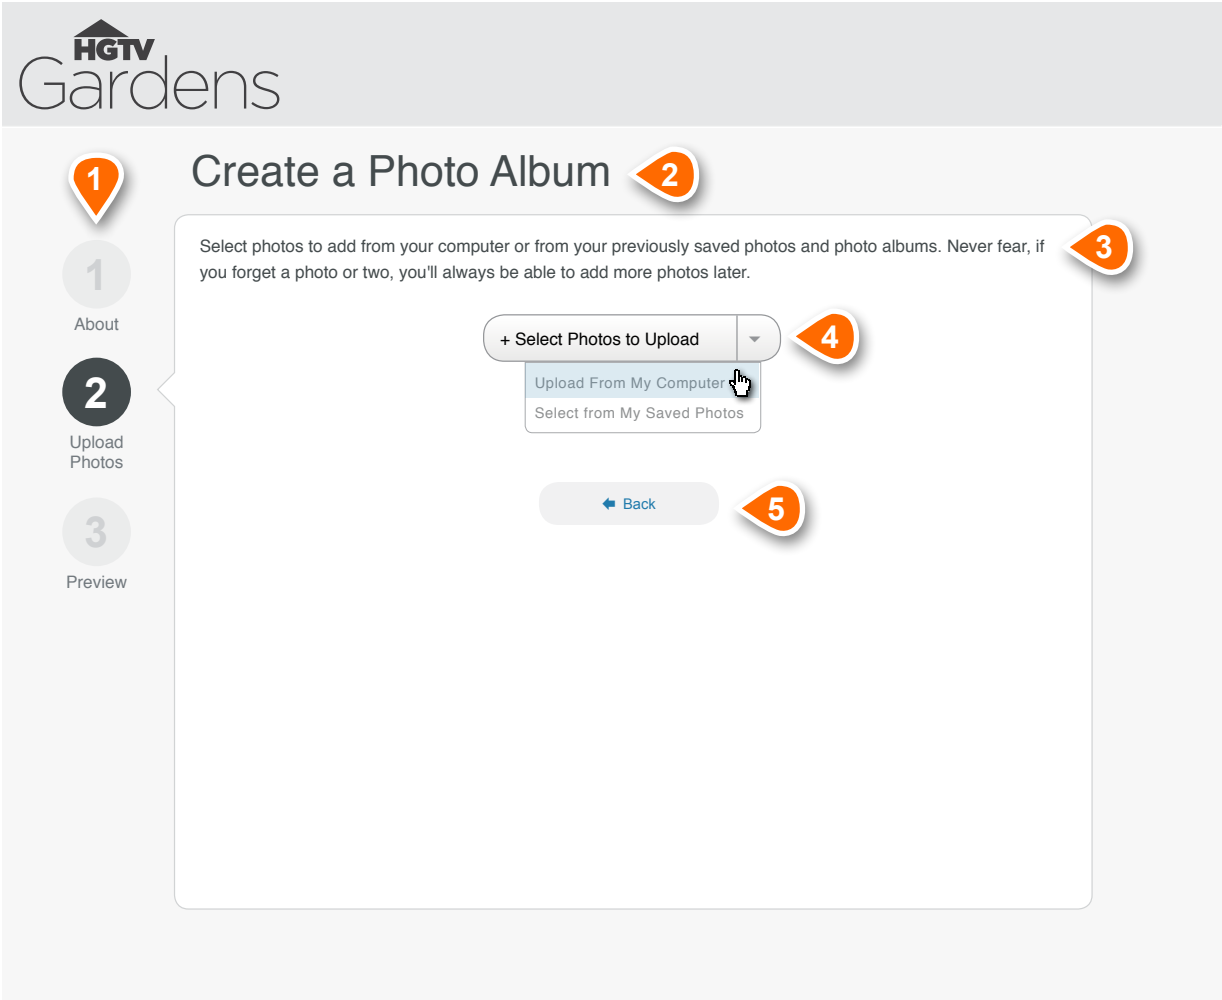 HGTV
Gardens
Create a Photo Album
2
1
Select photos to add from your computer or from your previously saved photos and photo albums. Never fear, if
you forget a photo or two, you'll always be able to add more photos later.
3
1
About
+ Select Photos to Upload
4
Upload From My Computer
Select from My Saved Photos
2
Upload
Photos
Back
5
3
Preview